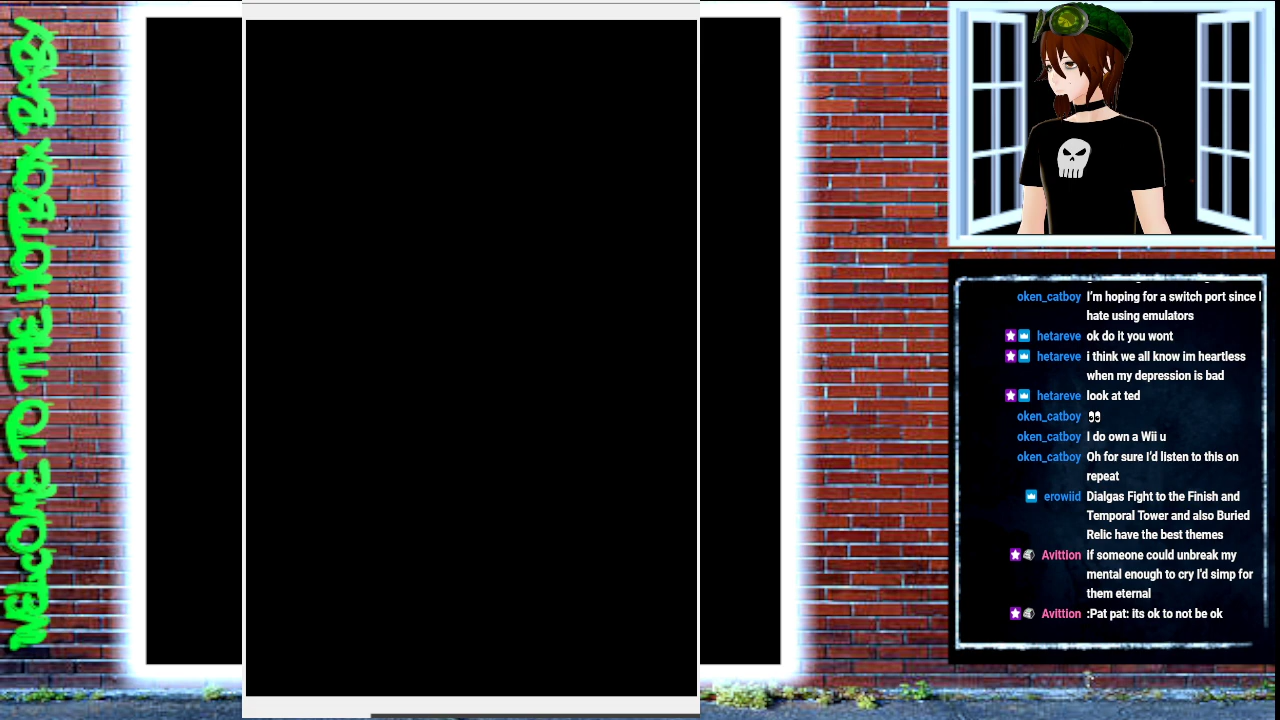 WELCOME TO THE HOTBOX BABY
oken_catboy I'm hoping for a switch port since I
hate using emulators
hetareve ok do it you wont
hetareve i think we all know im heartless
when my depression is bad
hetareve look at ted
oken_catboy 👀
oken_catboy I do own a Wii u
oken_catboy Oh for sure I'd listen to this on
repeat
erowiid Dialgas Fight to the Finish and
Temporal Tower and also Buried
Relic have the best themes
Avittion If someone could unbreak my
mental enough to cry I'd simp for
them eternal
Avittion :Pat pat: its ok to not be ok